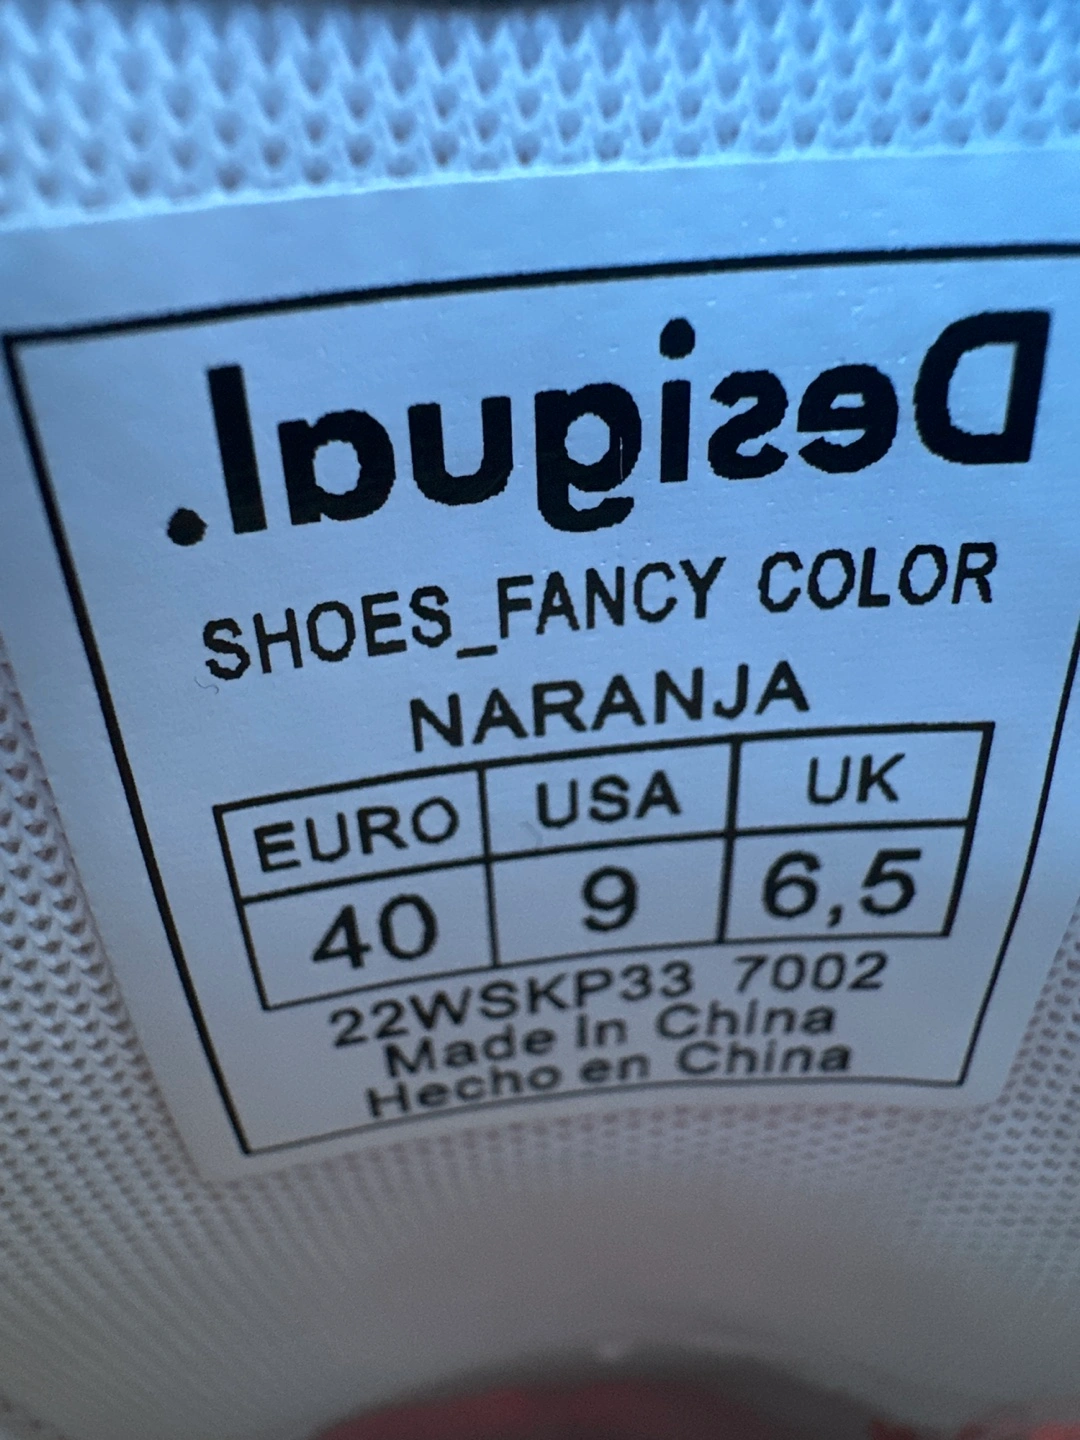 Desigual.
SHOES_FANCY COLOR
NARANJA
EURO USA UK
40 9 6,5
22WSKP33 7002
Made In China
Hecho en China